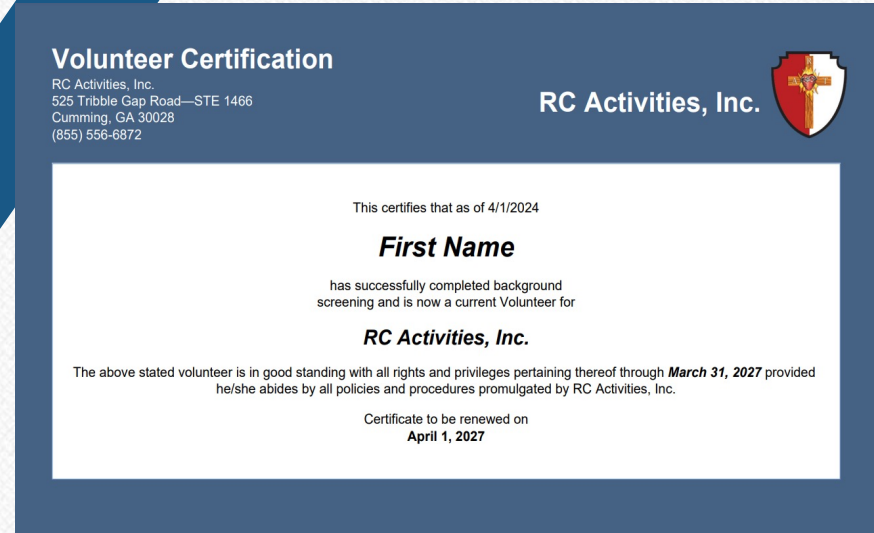 Volunteer Certification
RC Activities, Inc.
525 Tribble Gap Road—STE 1466
Cumming, GA 30028
(855) 556-6872
RC Activities, Inc.
This certifies that as of 4/1/2024
First Name
has successfully completed background
screening and is now a current Volunteer for
RC Activities, Inc.
The above stated volunteer is in good standing with all rights and privileges pertaining thereof through March 31, 2027 provided
he/she abides by all policies and procedures promulgated by RC Activities, Inc.
Certificate to be renewed on
April 1, 2027